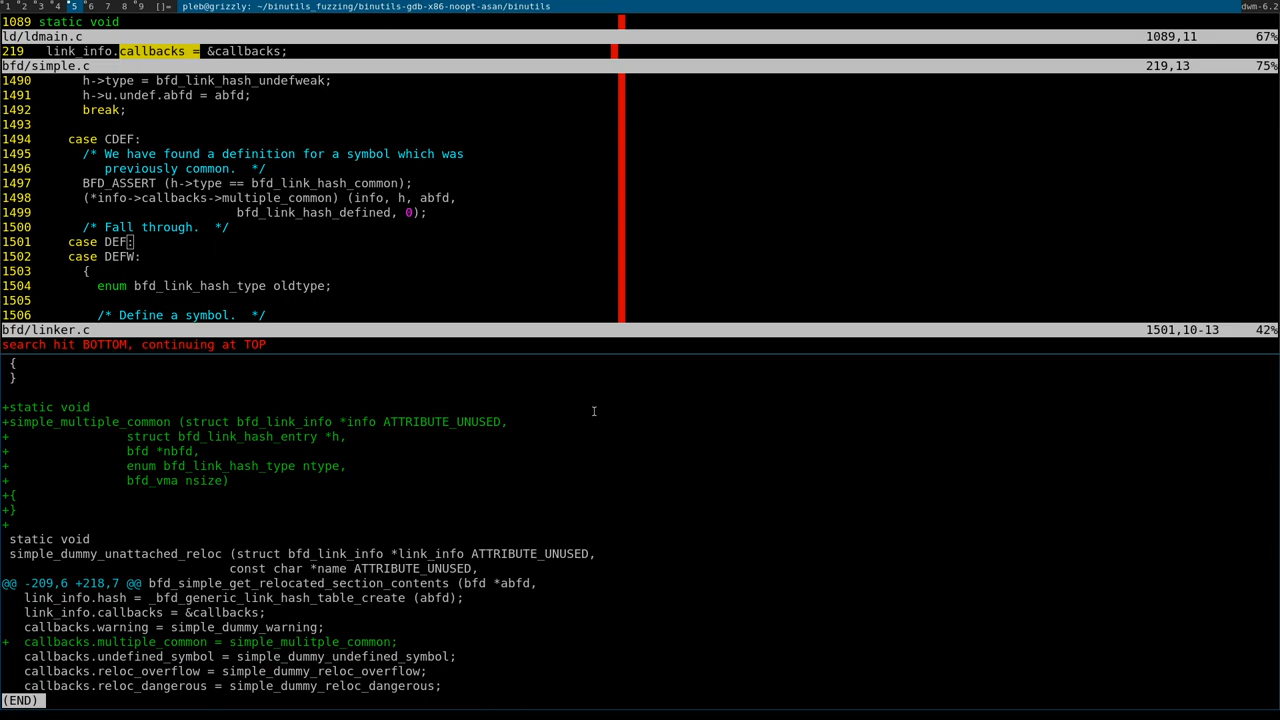 1 2 3 4 5 6 7 8 9 []= pleb@grizzly: ~/binutils_fuzzing/binutils-gdb-x86-noopt-asan/binutils dwm-6.2
1089 static void
ld/ldmain.c 1089,11 67%
219 link_info.callbacks = &callbacks;
bfd/simple.c 219,13 75%
1490 h->type = bfd_link_hash_undefweak;
1491 h->u.undef.abfd = abfd;
1492 break;
1493
1494 case CDEF:
1495 /* We have found a definition for a symbol which was
1496 previously common. */
1497 BFD_ASSERT (h->type == bfd_link_hash_common);
1498 (*info->callbacks->multiple_common) (info, h, abfd,
1499 bfd_link_hash_defined, 0);
1500 /* Fall through. */
1501 case DEF:
1502 case DEFW:
1503 {
1504 enum bfd_link_hash_type oldtype;
1505
1506 /* Define a symbol. */
bfd/linker.c 1501,10-13 42%
search hit BOTTOM, continuing at TOP
{
}
+static void
+simple_multiple_common (struct bfd_link_info *info ATTRIBUTE_UNUSED,
+ struct bfd_link_hash_entry *h,
+ bfd *nbfd,
+ enum bfd_link_hash_type ntype,
+ bfd_vma nsize)
+{
+}
+
static void
simple_dummy_unattached_reloc (struct bfd_link_info *link_info ATTRIBUTE_UNUSED,
const char *name ATTRIBUTE_UNUSED,
@@ -209,6 +218,7 @@ bfd_simple_get_relocated_section_contents (bfd *abfd,
link_info.hash = _bfd_generic_link_hash_table_create (abfd);
link_info.callbacks = &callbacks;
callbacks.warning = simple_dummy_warning;
+ callbacks.multiple_common = simple_mulitple_common;
callbacks.undefined_symbol = simple_dummy_undefined_symbol;
callbacks.reloc_overflow = simple_dummy_reloc_overflow;
callbacks.reloc_dangerous = simple_dummy_reloc_dangerous;
(END)